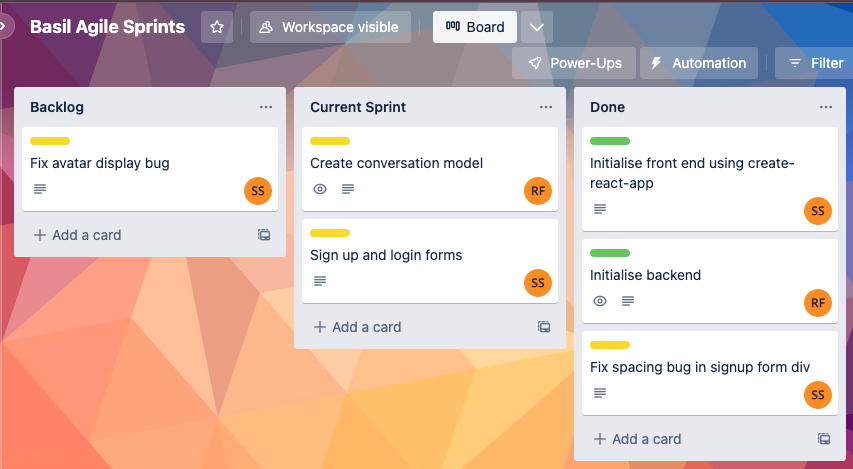 Basil Agile Sprints
Workspace visible
Board
Power-Ups
Automation
Filter
Backlog
Fix avatar display bug
SS
Add a card
Current Sprint
Create conversation model
RF
Sign up and login forms
SS
Add a card
Done
Initialise front end using create-
react-app
SS
Initialise backend
RF
Fix spacing bug in signup form div
SS
Add a card